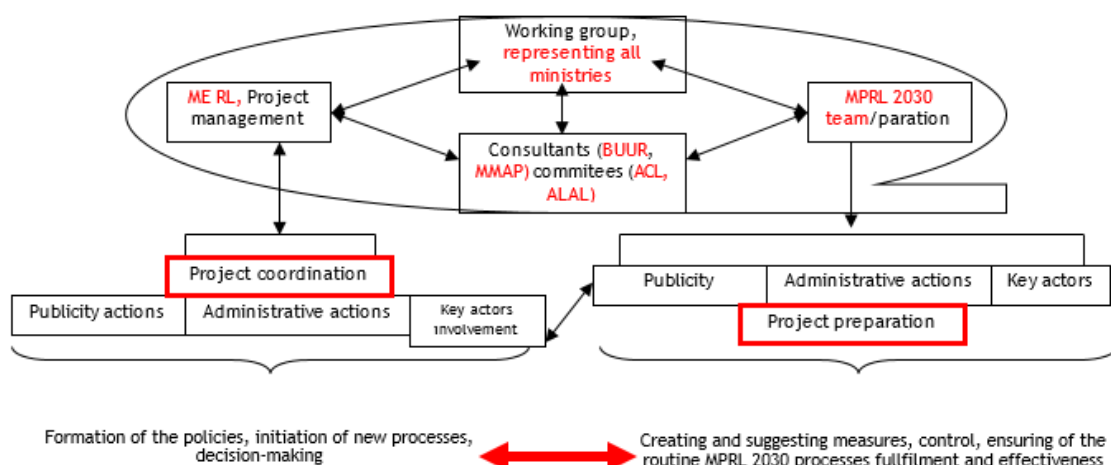 Working group,
representing all
ministries
ME RL, Project
management
MPRL 2030
team/paration
Consultants (BUUR,
MMAP) commitees (ACL,
ALAL)
Project coordination
Publicity actions
Administrative actions
Key actors
involvement
Publicity
Administrative actions
Key actors
Project preparation
Formation of the policies, initiation of new processes,
decision-making
Creating and suggesting measures, control, ensuring of the
routine MPRL 2030 processes fullfilment and effectiveness